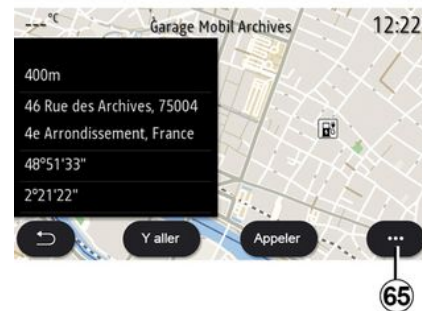 ---°C
Garage Mobil Archives
12:22
400m
46 Rue des Archives, 75004
4e Arrondissement, France
48°51'33"
2°21'22"
Y aller
Appeler
65